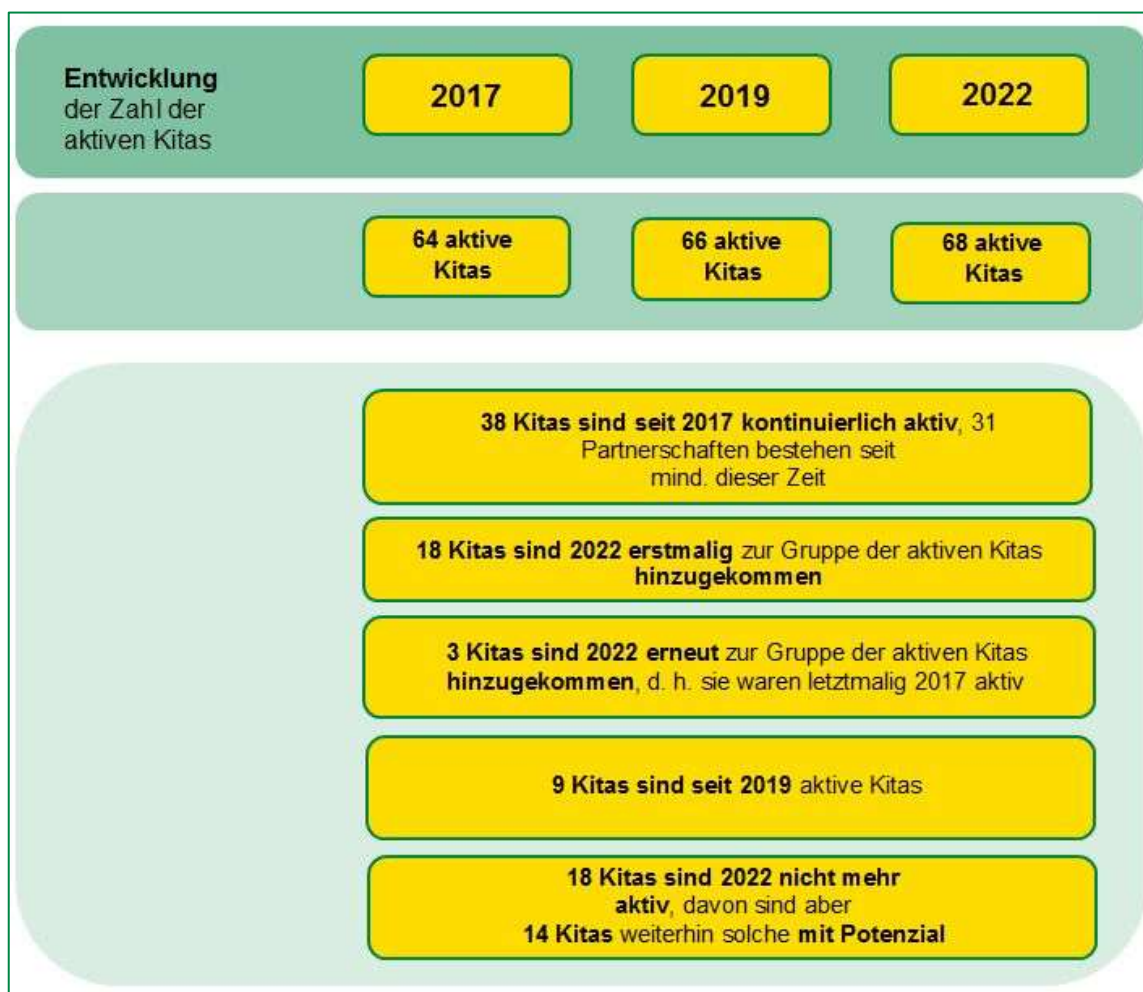 Entwicklung
der Zahl der
aktiven Kitas
2017
2019
2022
64 aktive
Kitas
66 aktive
Kitas
68 aktive
Kitas
38 Kitas sind seit 2017 kontinuierlich aktiv, 31
Partnerschaften bestehen seit
mind. dieser Zeit
18 Kitas sind 2022 erstmalig zur Gruppe der aktiven Kitas
hinzugekommen
3 Kitas sind 2022 erneut zur Gruppe der aktiven Kitas
hinzugekommen, d. h. sie waren letztmalig 2017 aktiv
9 Kitas sind seit 2019 aktive Kitas
18 Kitas sind 2022 nicht mehr
aktiv, davon sind aber
14 Kitas weiterhin solche mit Potenzial